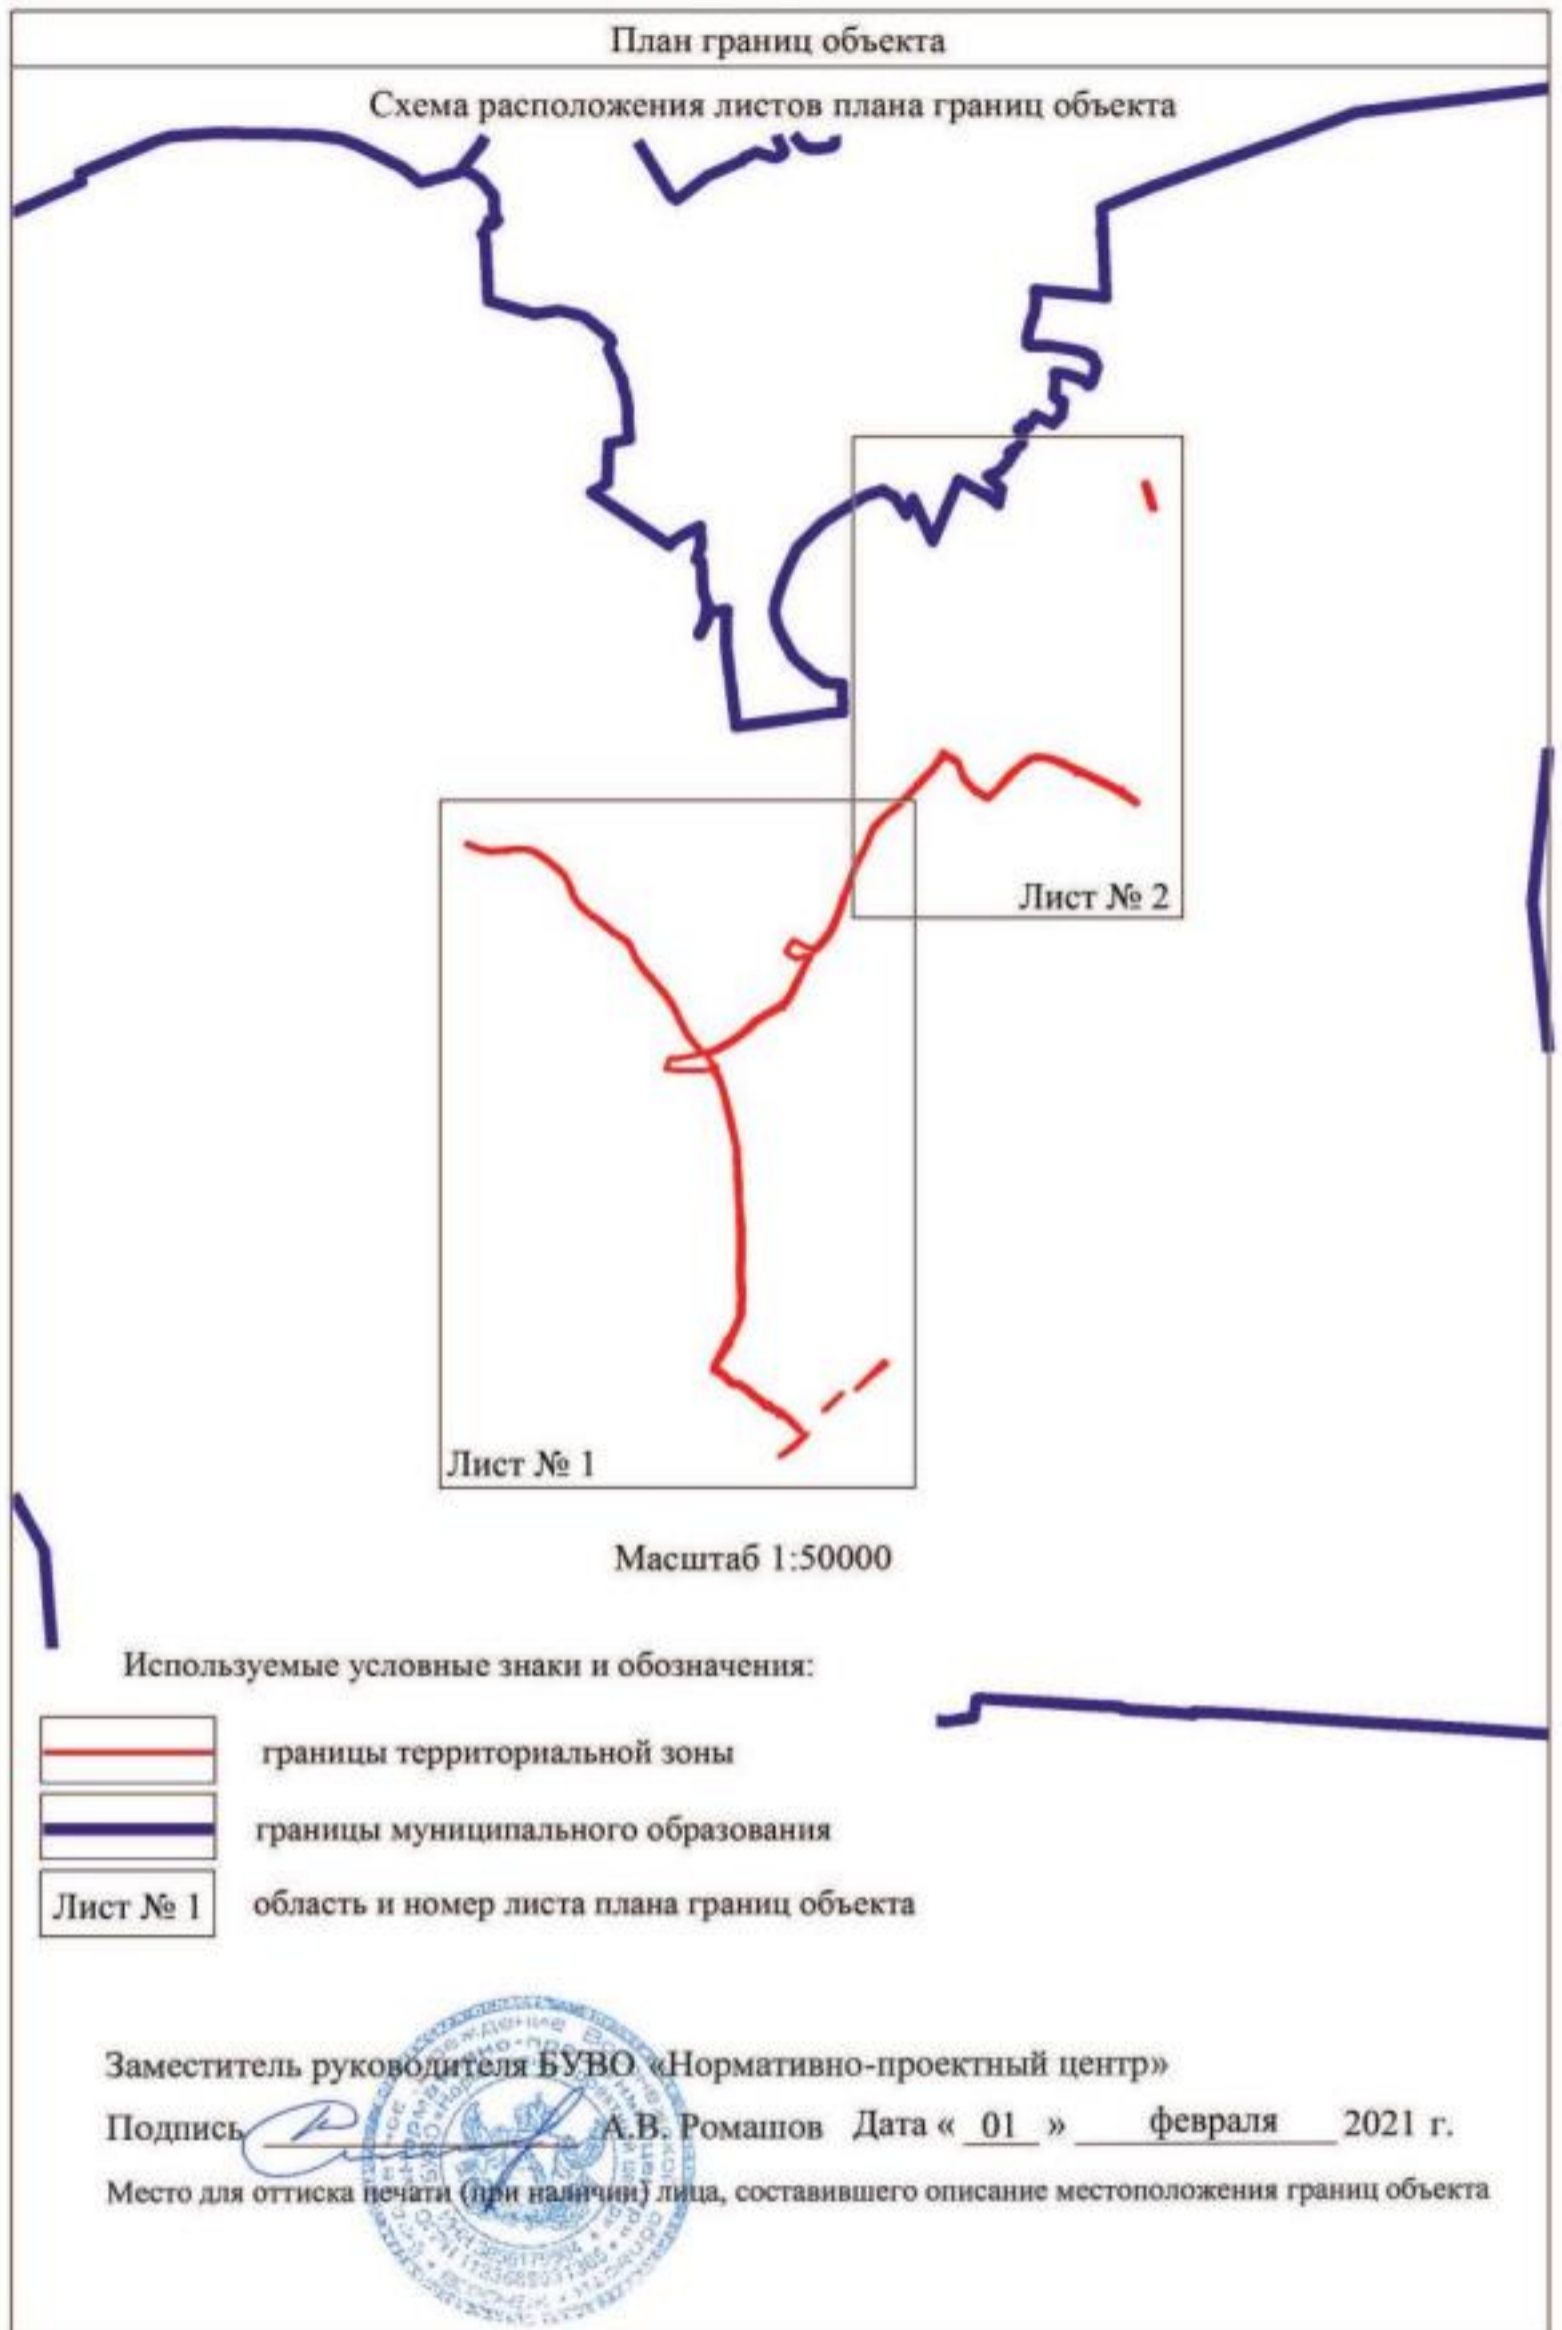 План границ объекта
Схема расположения листов плана границ объекта
Лист № 2
Лист № 1
Масштаб 1:50000
Используемые условные знаки и обозначения:
границы территориальной зоны
границы муниципального образования
Лист № 1 область и номер листа плана границ объекта
Заместитель руководителя БУВО «Нормативно-проектный центр»
Подпись А.В. Ромашов Дата « 01 » февраля 2021 г.
Место для оттиска печати (при наличии) лица, составившего описание местоположения границ объекта